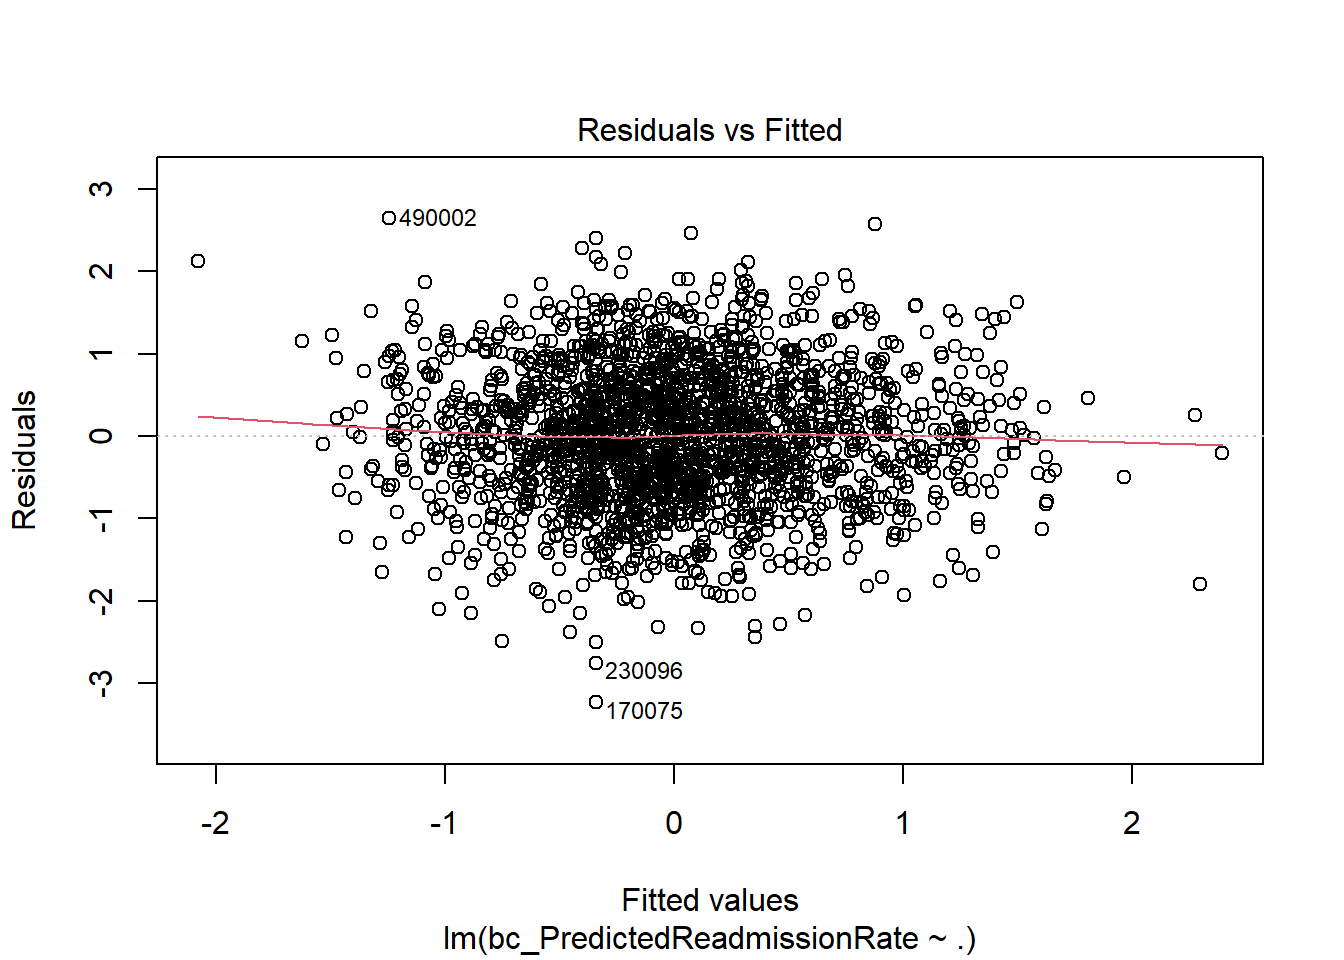 Residuals vs Fitted
3
490002
2
1
Residuals
0
-1
-2
230096
-3
170075
-2 -1 0 1 2
Fitted values
lm(bc_PredictedReadmissionRate ~ .)